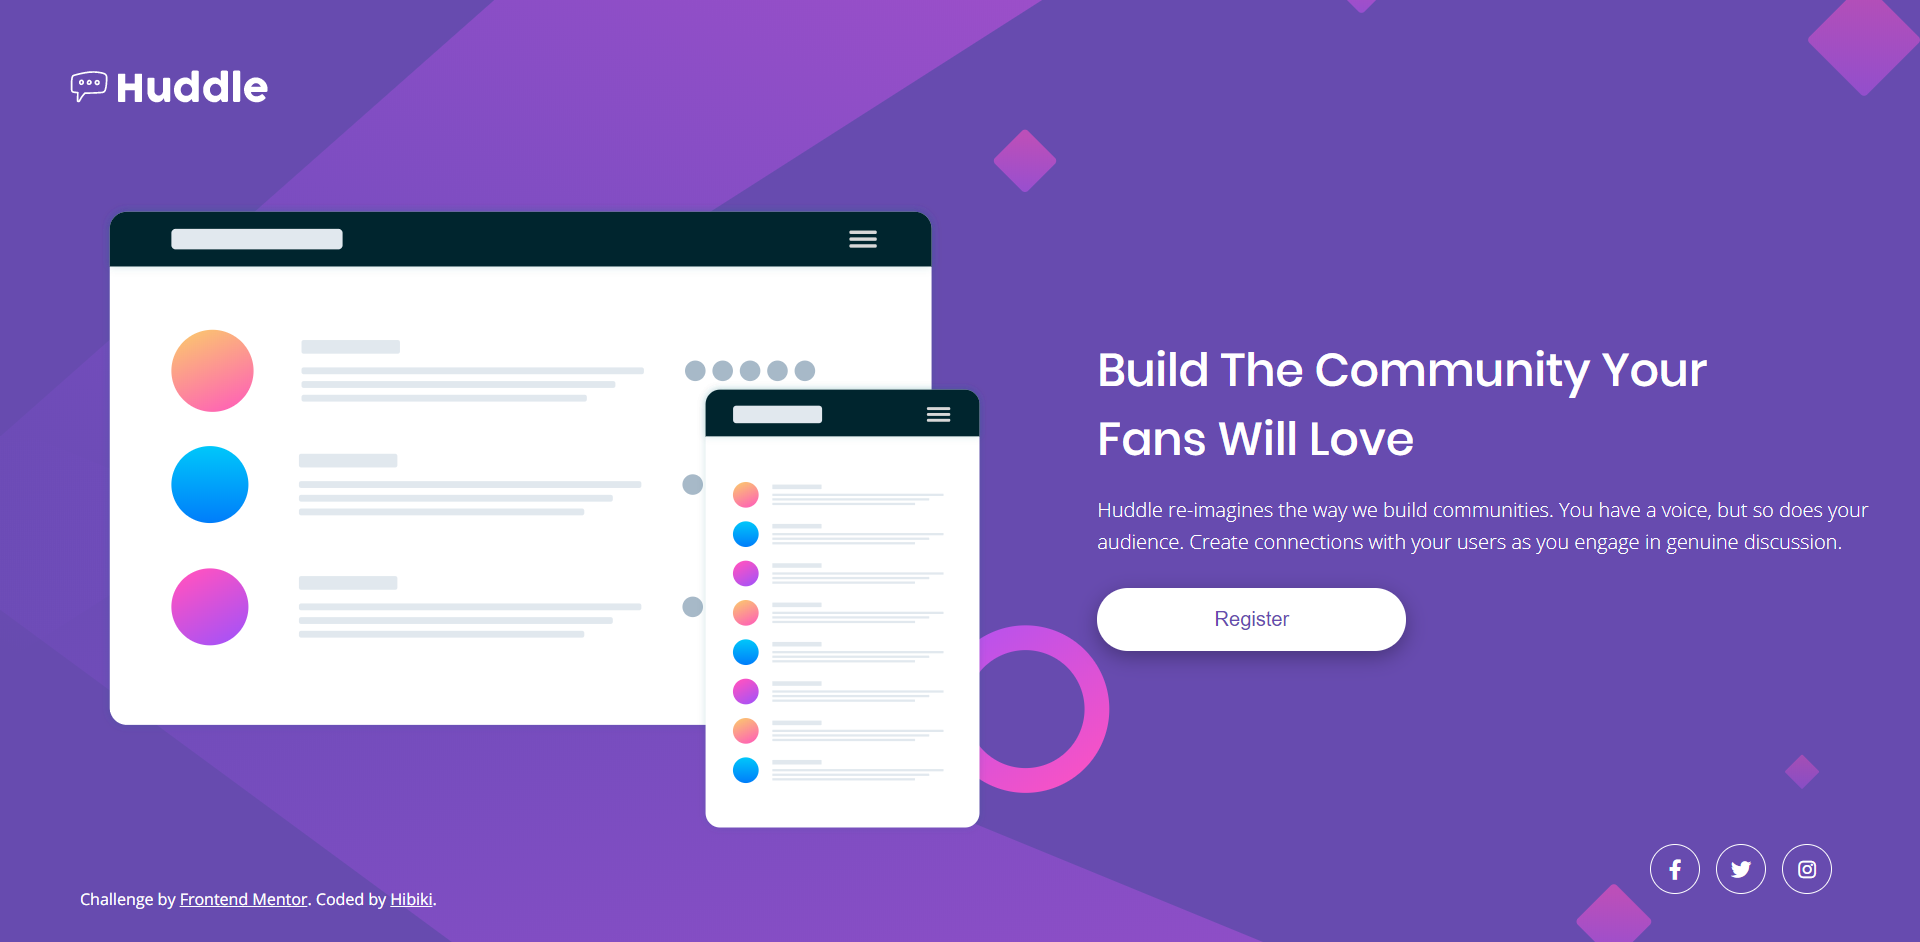 Huddle
Build The Community Your
Fans Will Love
Huddle re-imagines the way we build communities. You have a voice, but so does your
audience. Create connections with your users as you engage in genuine discussion.
Register
Challenge by Frontend Mentor. Coded by Hibiki.